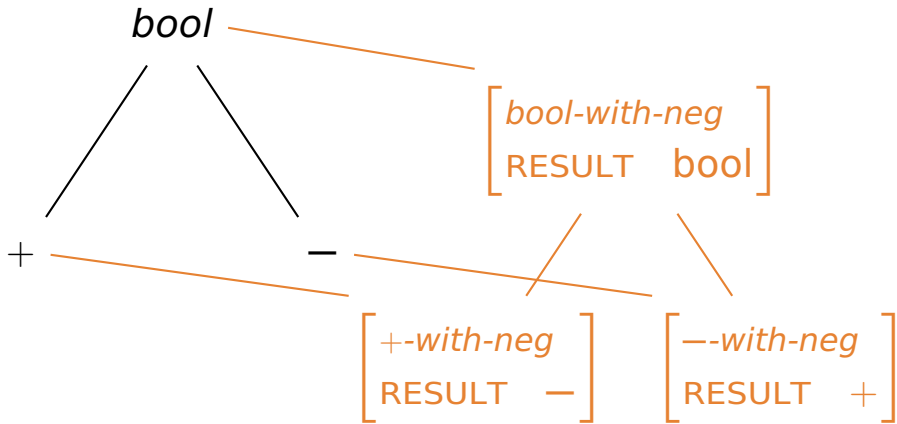 bool
bool-with-neg
RESULT bool
+ −
+-with-neg −-with-neg
RESULT − RESULT +